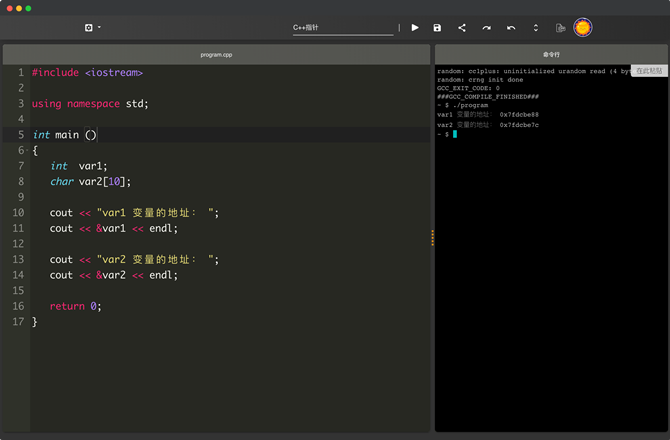 C++指针
program.cpp
1 #include <iostream>
2
3 using namespace std;
4
5 int main ()
6 {
7 int var1;
8 char var2[10];
9
10 cout << "var1 变量的地址： ";
11 cout << &var1 << endl;
12
13 cout << "var2 变量的地址： ";
14 cout << &var2 << endl;
15
16 return 0;
17 }
命令行
random: cc1plus: uninitialized urandom read (4 by
在此粘贴
random: crng init done
GCC_EXIT_CODE: 0
###GCC_COMPILE_FINISHED###
~ $ ./program
var1 变量的地址： 0x7fdcbe88
var2 变量的地址： 0x7fdcbe7c
~ $